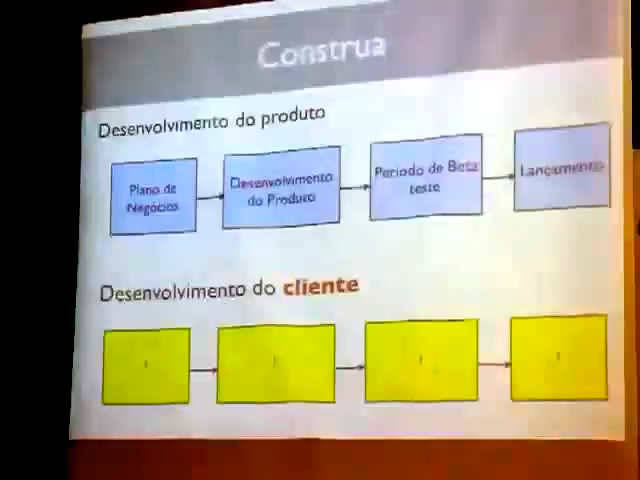 Construa
Desenvolvimento do produto
Plano de
Negócios
Desenvolvimento
do Produto
Período de Beta
teste
Lançamento
Desenvolvimento do cliente